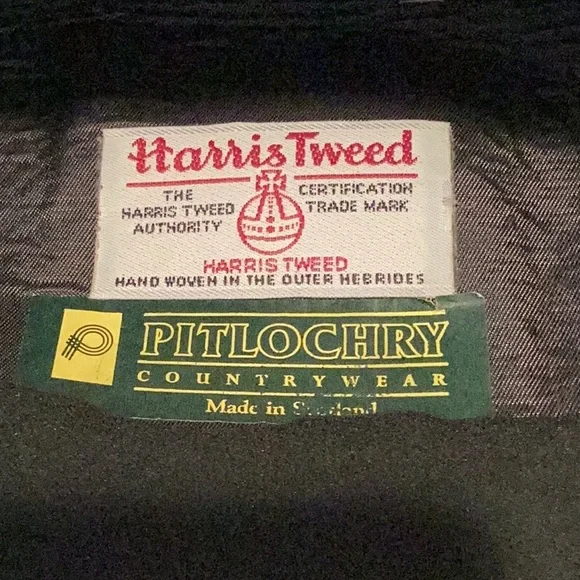 Harris Tweed
THE HARRIS TWEED AUTHORITY
CERTIFICATION TRADE MARK
HARRIS TWEED
HAND WOVEN IN THE OUTER HEBRIDES
PITLOCHRY
COUNTRYWEAR
Made in Scotland